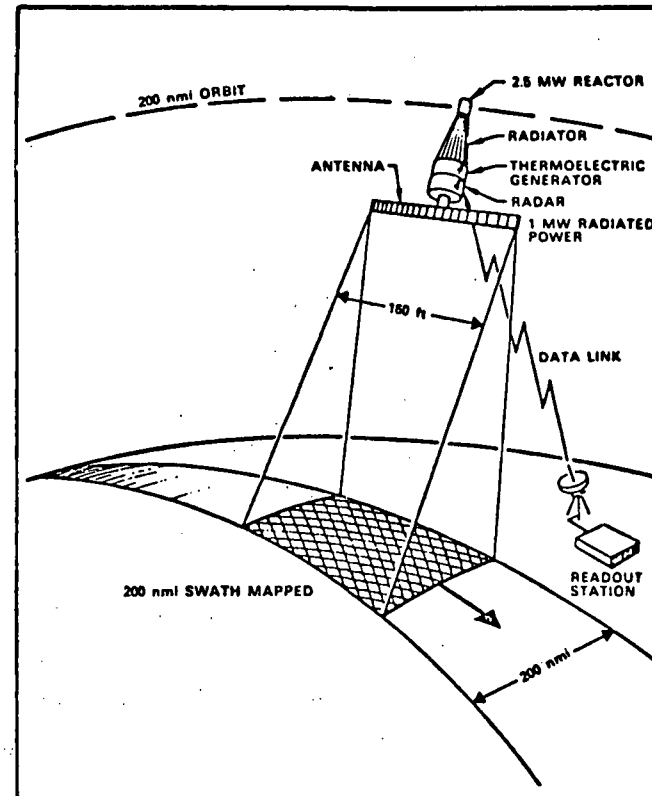 200 nmi ORBIT
2.5 MW REACTOR
RADIATOR
ANTENNA
THERMOELECTRIC
GENERATOR
RADAR
1 MW RADIATED
POWER
160 ft
DATA LINK
READOUT
STATION
200 nmi SWATH MAPPED
200 nmi